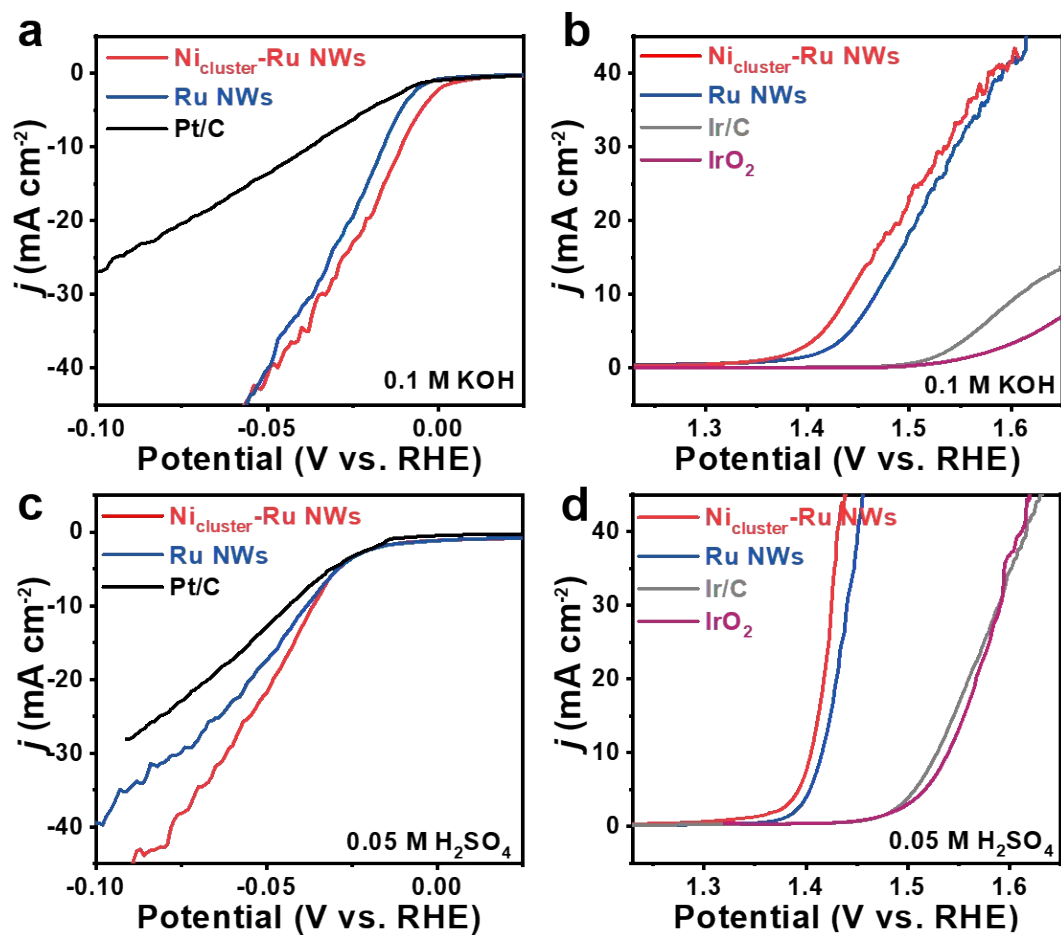 a
Ni_cluster-Ru NWs
Ru NWs
Pt/C
0
-10
-20
-30
-40
j (mA cm⁻²)
0.1 M KOH
-0.10
-0.05
0.00
Potential (V vs. RHE)
b
Ni_cluster-Ru NWs
Ru NWs
Ir/C
IrO₂
40
30
20
10
0
j (mA cm⁻²)
0.1 M KOH
1.3
1.4
1.5
1.6
Potential (V vs. RHE)
c
Ni_cluster-Ru NWs
Ru NWs
Pt/C
0
-10
-20
-30
-40
j (mA cm⁻²)
0.05 M H₂SO₄
-0.10
-0.05
0.00
Potential (V vs. RHE)
d
Ni_cluster-Ru NWs
Ru NWs
Ir/C
IrO₂
40
30
20
10
0
j (mA cm⁻²)
0.05 M H₂SO₄
1.3
1.4
1.5
1.6
Potential (V vs. RHE)